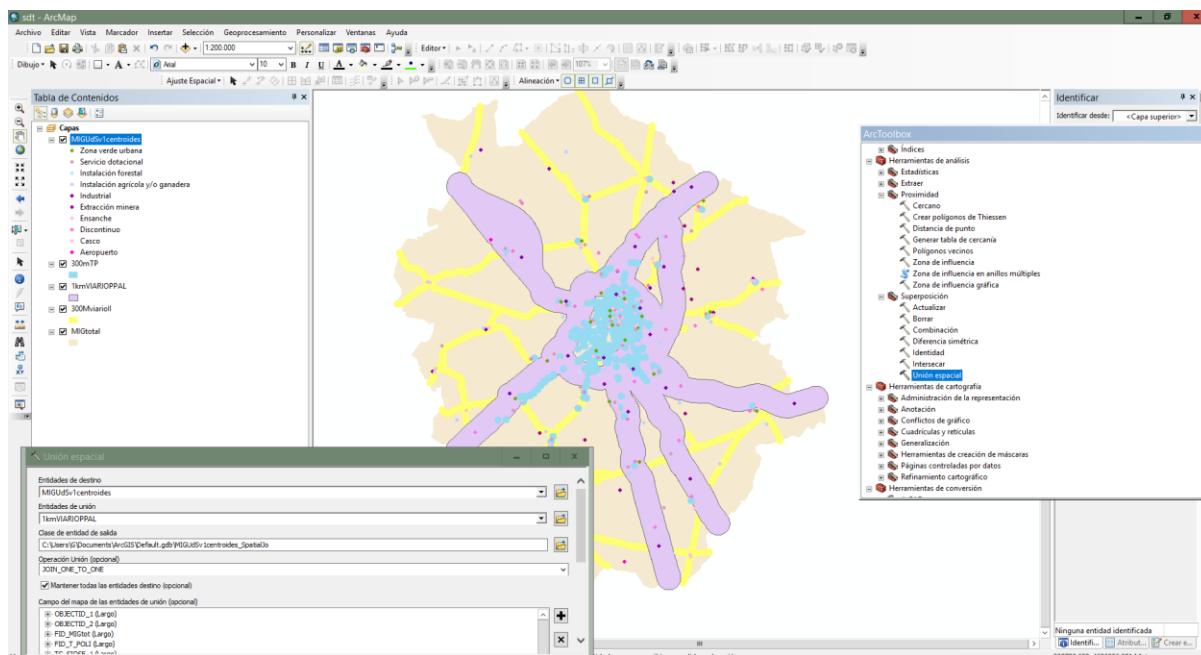 sdt - ArcMap
Archivo Editar Vista Marcador Insertar Selección Geoprocesamiento Personalizar Ventanas Ayuda
1:200.000 Editor
Dibujo A Arial 10 B I U A 107%
Ajuste Espacial Alineación
Tabla de Contenidos
Capas
MIGUdSv1centroides
Zona verde urbana
Servicio dotacional
Instalación forestal
Instalación agrícola y/o ganadera
Industrial
Extracción minera
Ensanche
Discontinuo
Casco
Aeropuerto
300mTP
1kmVIARIOPPAL
300MviarioII
MIGtotal
Identificar
Identificar desde: <Capa superior>
ArcToolbox
Índices
Herramientas de análisis
Estadísticas
Extraer
Proximidad
Cercano
Crear polígonos de Thiessen
Distancia de punto
Generar tabla de cercanía
Polígonos vecinos
Zona de influencia
Zona de influencia en anillos múltiples
Zona de influencia gráfica
Superposición
Actualizar
Borrar
Combinación
Diferencia simétrica
Identidad
Intersecar
Unión espacial
Herramientas de cartografía
Administración de la representación
Anotación
Conflictos de gráfico
Cuadrículas y retículas
Generalización
Herramientas de creación de máscaras
Páginas controladas por datos
Refinamiento cartográfico
Herramientas de conversión
Unión espacial
Entidades de destino
MIGUdSv1centroides
Entidades de unión
1kmVIARIOPPAL
Clase de entidad de salida
C:\Users\G\Documents\ArcGIS\Default.gdb\MIGUdSv1centroides_SpatialJo
Operación Unión (opcional)
JOIN_ONE_TO_ONE
Mantener todas las entidades destino (opcional)
Campo del mapa de las entidades de unión (opcional)
OBJECTID_1 (Largo)
OBJECTID_2 (Largo)
FID_MIGtot (Largo)
FID_T_POLI (Largo)
Ninguna entidad identificada
Identifi... Atribut... Crear e...